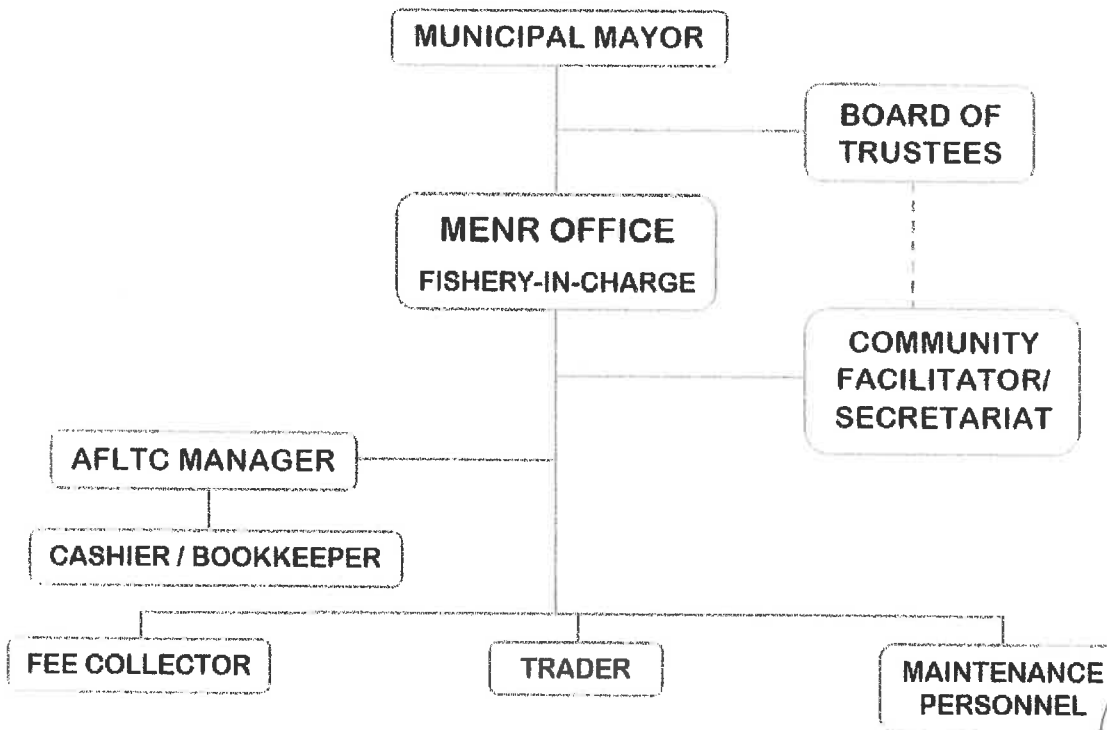 MUNICIPAL MAYOR
BOARD OF
TRUSTEES
MENR OFFICE
FISHERY-IN-CHARGE
COMMUNITY
FACILITATOR/
SECRETARIAT
AFLTC MANAGER
CASHIER / BOOKKEEPER
FEE COLLECTOR
TRADER
MAINTENANCE
PERSONNEL